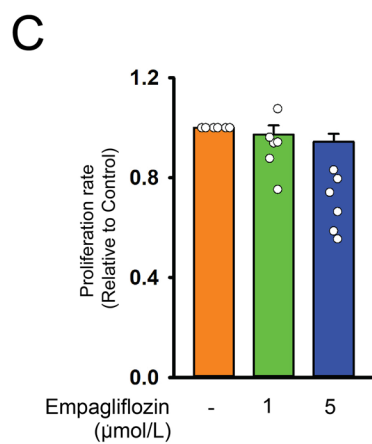 C
1.2
0.8
0.4
0.0
Proliferation rate
(Relative to Control)
Empagliflozin - 1 5
(µmol/L)